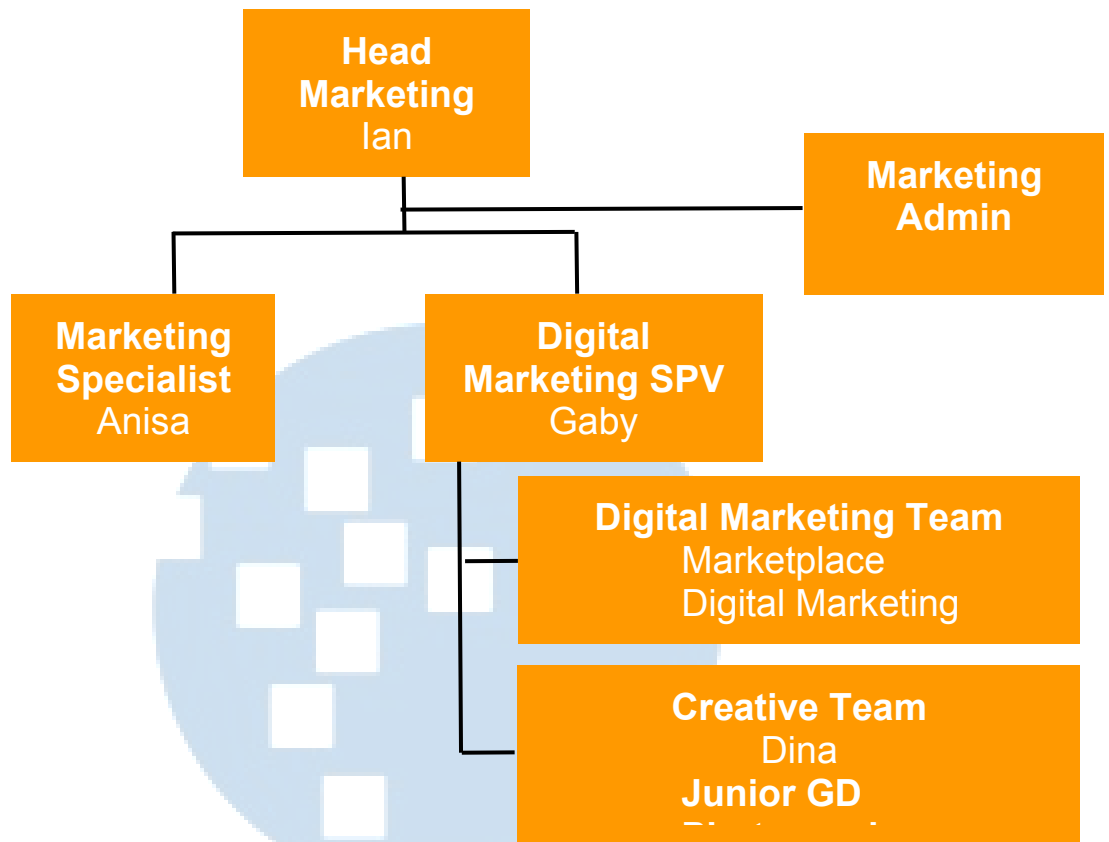 Head
Marketing
Ian
Marketing
Admin
Marketing
Specialist
Anisa
Digital
Marketing SPV
Gaby
Digital Marketing Team
Marketplace
Digital Marketing
Creative Team
Dina
Junior GD